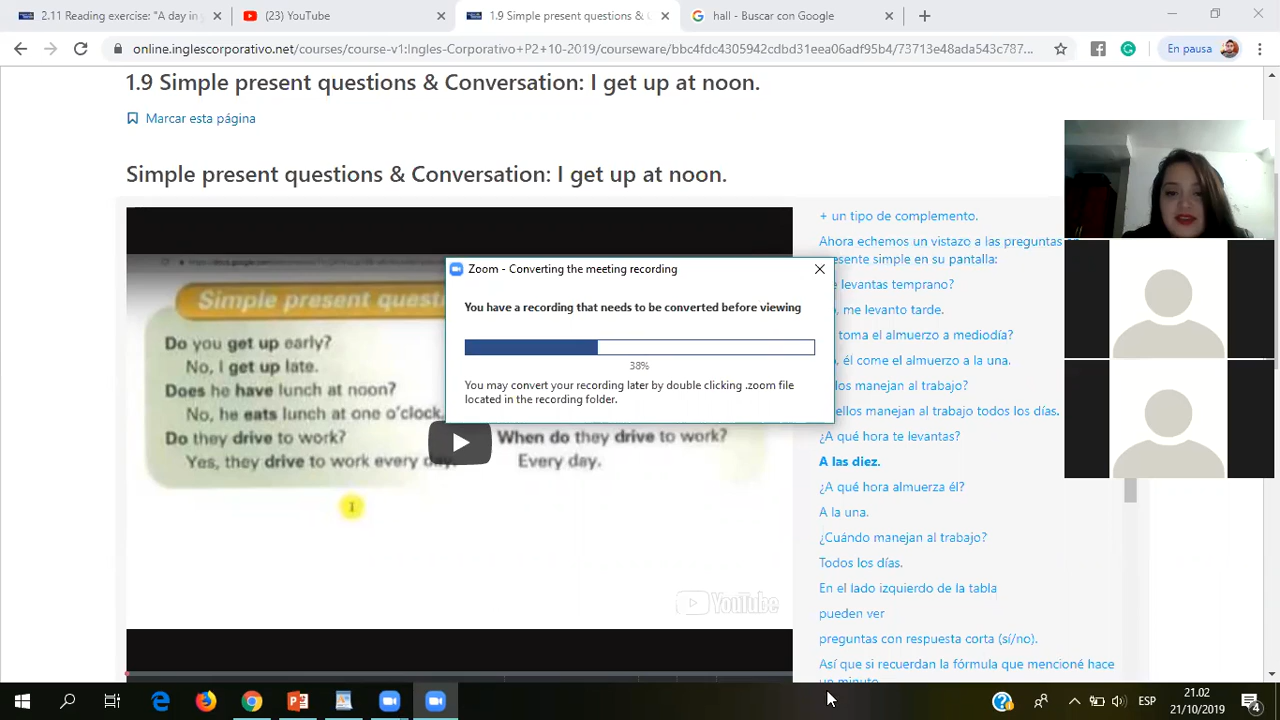 2.11 Reading exercise: "A day in y
(23) YouTube
1.9 Simple present questions & C
hall - Buscar con Google
online.inglescorporativo.net/courses/course-v1:Ingles-Corporativo+P2+10-2019/courseware/bbc4fdc4305942cdbd31eea06adf95b4/73713e48ada543c787...
En pausa
1.9 Simple present questions & Conversation: I get up at noon.
Marcar esta página
Simple present questions & Conversation: I get up at noon.
Simple present quest
Do you get up early?
No, I get up late.
Does he have lunch at noon?
No, he eats lunch at one o'clock.
Do they drive to work?
Yes, they drive to work every day.
When do they drive to work?
Every day.
YouTube
Zoom - Converting the meeting recording
You have a recording that needs to be converted before viewing
38%
You may convert your recording later by double clicking .zoom file
located in the recording folder.
+ un tipo de complemento.
Ahora echemos un vistazo a las preguntas
esente simple en su pantalla:
levantas temprano?
, me levanto tarde.
toma el almuerzo a mediodía?
, él come el almuerzo a la una.
los manejan al trabajo?
ellos manejan al trabajo todos los días.
¿A qué hora te levantas?
A las diez.
¿A qué hora almuerza él?
A la una.
¿Cuándo manejan al trabajo?
Todos los días.
En el lado izquierdo de la tabla
pueden ver
preguntas con respuesta corta (sí/no).
Así que si recuerdan la fórmula que mencioné hace
un minuto
ESP
21.02
21/10/2019
4